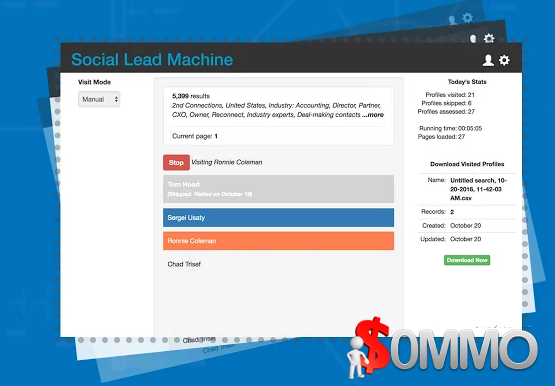 Social Lead Machine
Visit Mode
Manual
5,399 results
2nd Connections, United States, Industry: Accounting, Director, Partner,
CXO, Owner, Reconnect, Industry experts, Deal-making contacts ...more
Current page: 1
Stop Visiting Ronnie Coleman
Tom Hood
(Skipped. Visited on October 19)
Sergei Usaty
Ronnie Coleman
Chad Trisef
Today's Stats
Profiles visited: 21
Profiles skipped: 6
Profiles assessed: 27
Running time: 00:05:05
Pages loaded: 27
Download Visited Profiles
Name: Untitled search, 10-
20-2016, 11-42-03
AM.csv
Records: 2
Created: October 20
Updated: October 20
Download Now
Chad Trisef
$0MMO